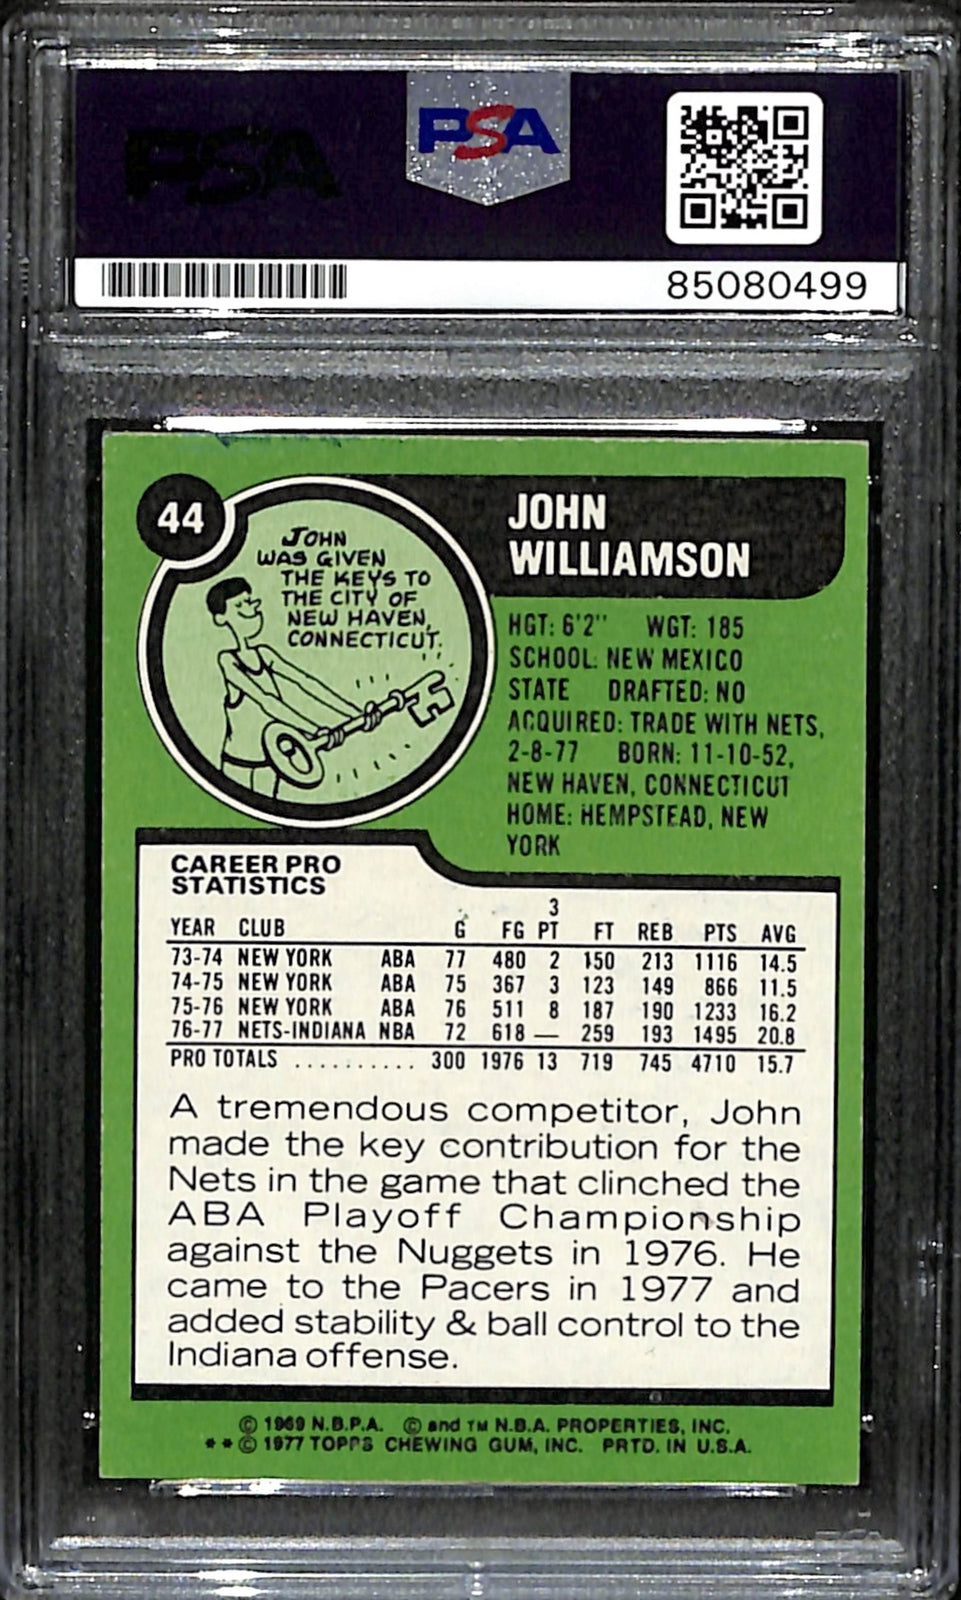 PSA
PSA
85080499
44
JOHN
WAS GIVEN
THE KEYS TO
THE CITY OF
NEW HAVEN,
CONNECTICUT.
JOHN
WILLIAMSON
HGT: 6'2" WGT: 185
SCHOOL: NEW MEXICO
STATE DRAFTED: NO
ACQUIRED: TRADE WITH NETS,
2-8-77 BORN: 11-10-52,
NEW HAVEN, CONNECTICUT
HOME: HEMPSTEAD, NEW
YORK
CAREER PRO
STATISTICS
YEAR CLUB G FG 3 PT FT REB PTS AVG
73-74 NEW YORK ABA 77 480 2 150 213 1116 14.5
74-75 NEW YORK ABA 75 367 3 123 149 866 11.5
75-76 NEW YORK ABA 76 511 8 187 190 1233 16.2
76-77 NETS-INDIANA NBA 72 618 — 259 193 1495 20.8
PRO TOTALS .......... 300 1976 13 719 745 4710 15.7
A tremendous competitor, John
made the key contribution for the
Nets in the game that clinched the
ABA Playoff Championship
against the Nuggets in 1976. He
came to the Pacers in 1977 and
added stability & ball control to the
Indiana offense.
© 1969 N.B.P.A. © and TM N.B.A. PROPERTIES, INC.
**© 1977 TOPPS CHEWING GUM, INC. PRTD. IN U.S.A.